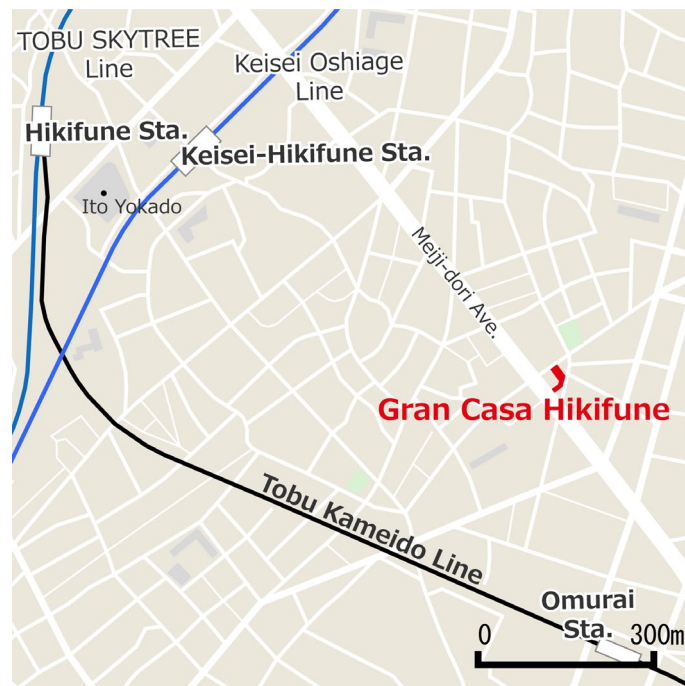 TOBU SKYTREE
Line
Keisei Oshiage
Line
Hikifune Sta.
Keisei-Hikifune Sta.
Ito Yokado
Meiji-dori Ave.
Gran Casa Hikifune
Tobu Kameido Line
Omurai
Sta.
0 300m